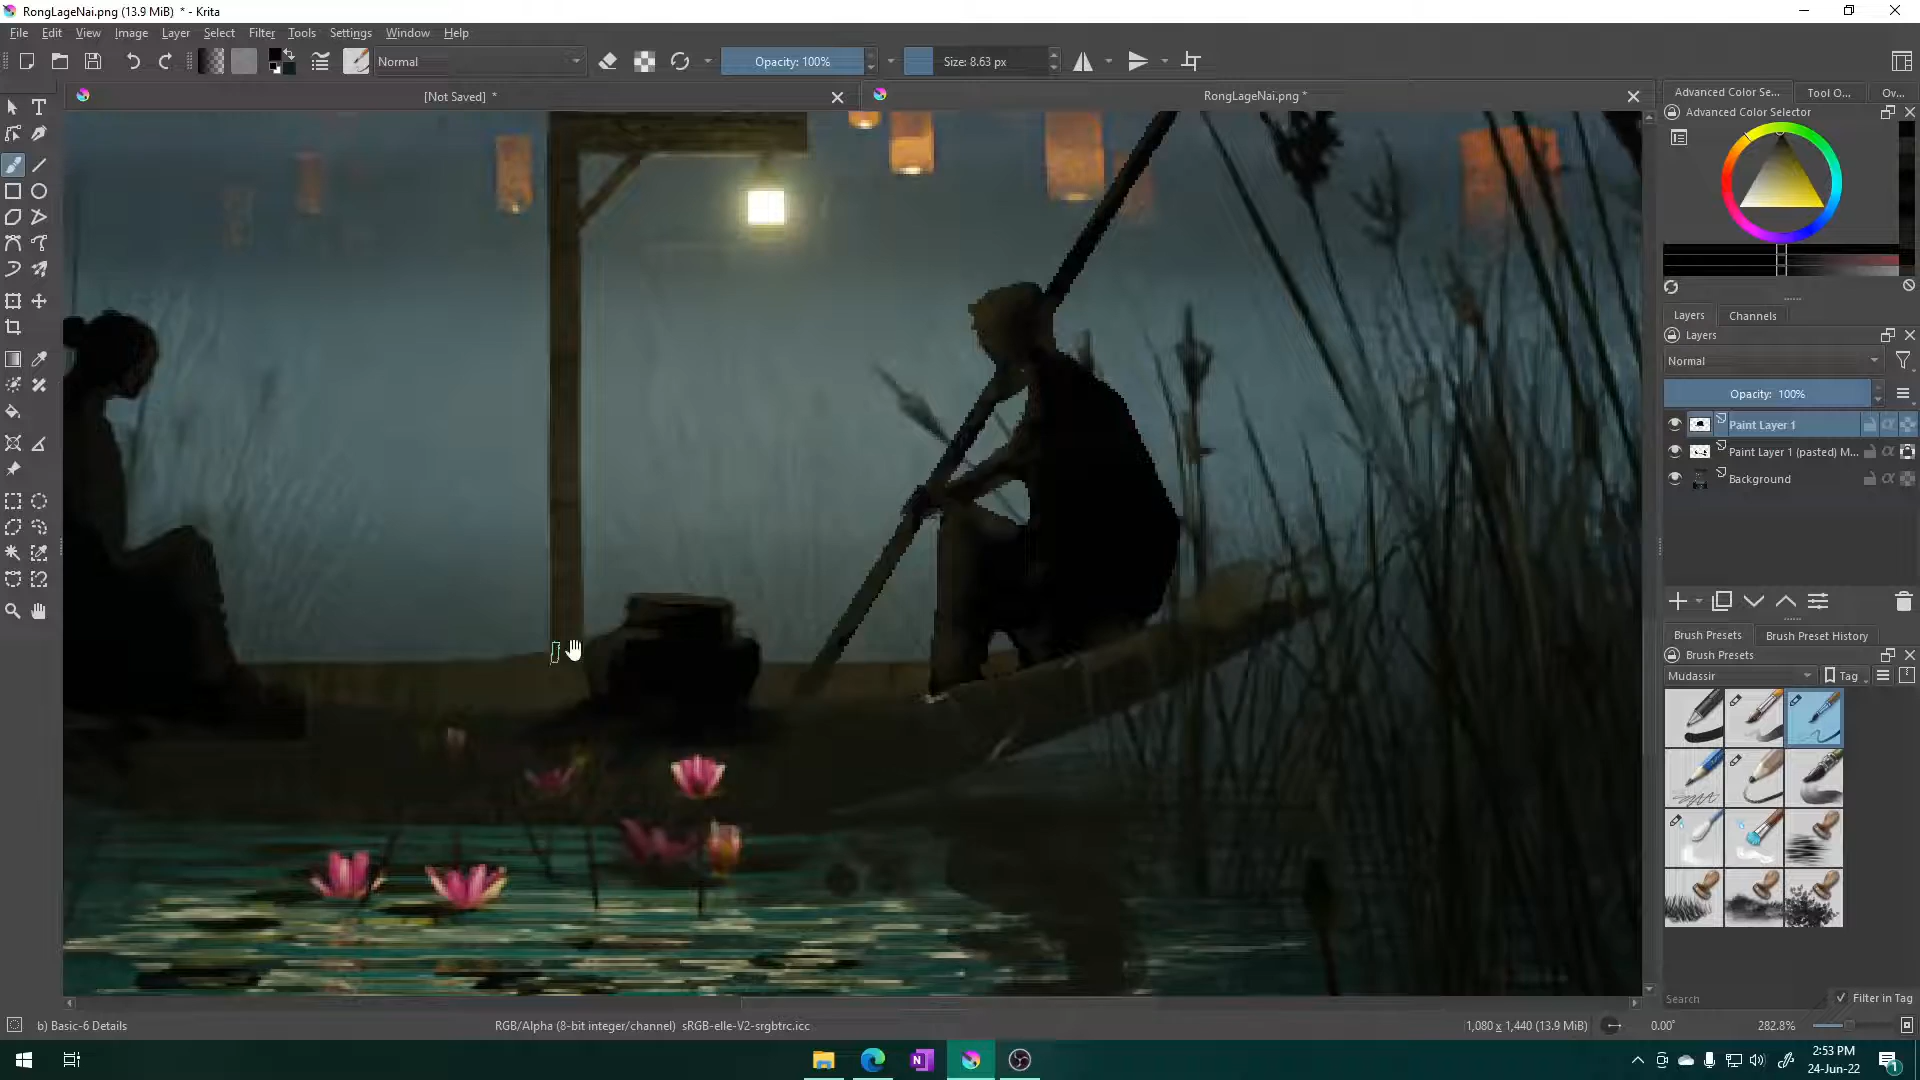 RongLageNai.png (13.9 MiB) * - Krita
File Edit View Image Layer Select Filter Tools Settings Window Help
Normal
Opacity: 100%
Size: 8.63 px
[Not Saved] *
RongLageNai.png *
Advanced Color Se...
Tool O...
Ov...
Advanced Color Selector
Layers
Channels
Layers
Normal
Opacity: 100%
Paint Layer 1
Paint Layer 1 (pasted) M...
Background
Brush Presets
Brush Preset History
Brush Presets
Mudassir
Tag
Search
Filter in Tag
b) Basic-6 Details
RGB/Alpha (8-bit integer/channel) sRGB-elle-V2-srgbtrc.icc
1,080 x 1,440 (13.9 MiB)
0.00°
282.8%
2:53 PM
24-Jun-22
1